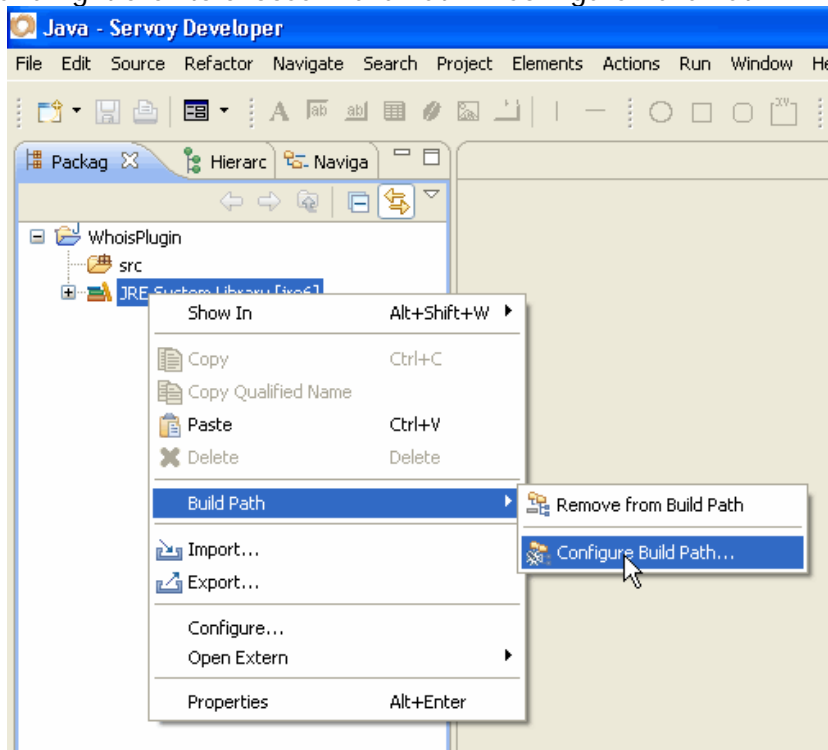 Java - Servoy Developer
File Edit Source Refactor Navigate Search Project Elements Actions Run Window He
Packag Hierarc Naviga
WhoisPlugin
src
JRE System Library [jre6]
Show In Alt+Shift+W
Copy Ctrl+C
Copy Qualified Name
Paste Ctrl+V
Delete Delete
Build Path
Remove from Build Path
Configure Build Path...
Import...
Export...
Configure...
Open Extern
Properties Alt+Enter